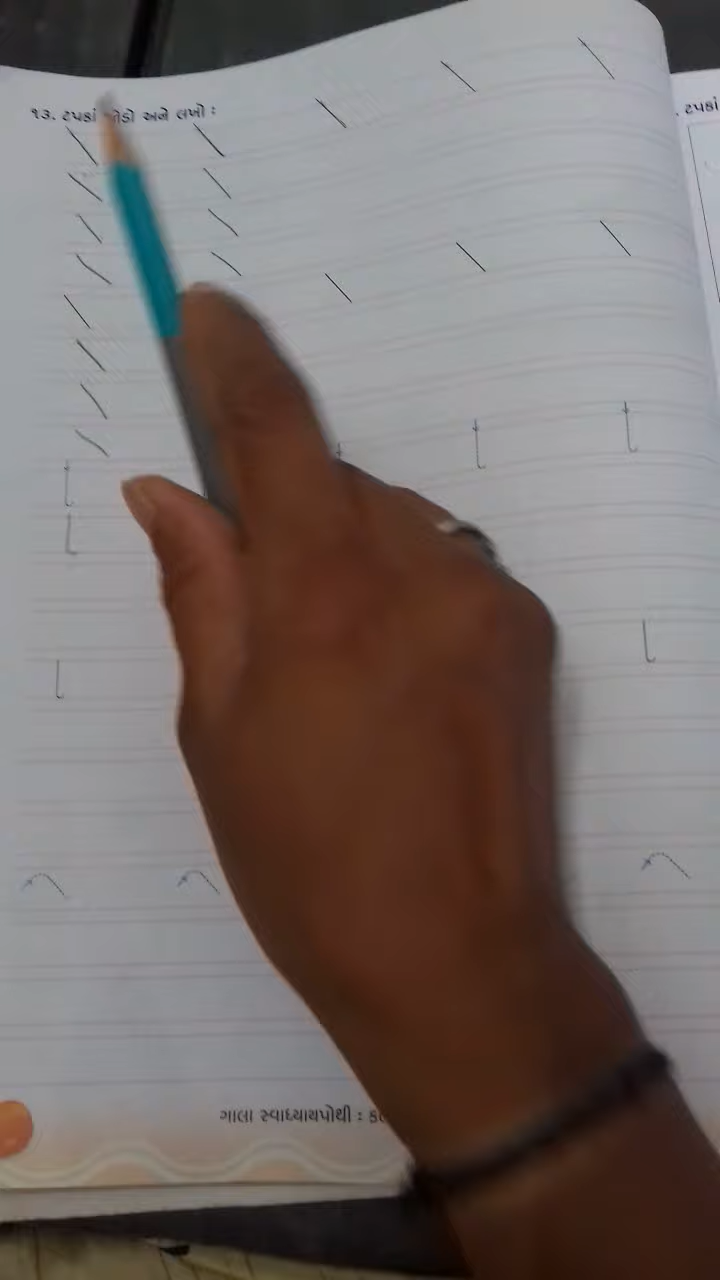 ૧૩. ટપકાં જોડો અને લખો :
ટપકાં
ગાલા સ્વાધ્યાયપોથી :